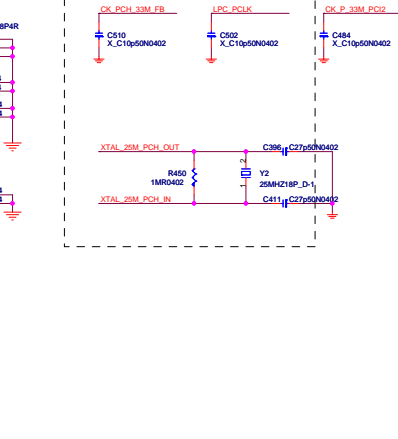 CK_PCH_33M_FB
LPC_PCLK
CK_P_33M_PCI2
8P4R
C510
X_C10p50N0402
C502
X_C10p50N0402
C484
X_C10p50N0402
XTAL_25M_PCH_OUT
C396
C27p50N0402
R450
1MR0402
2
1
Y2
25MHZ18P_D-1
XTAL_25M_PCH_IN
C411
C27p50N0402